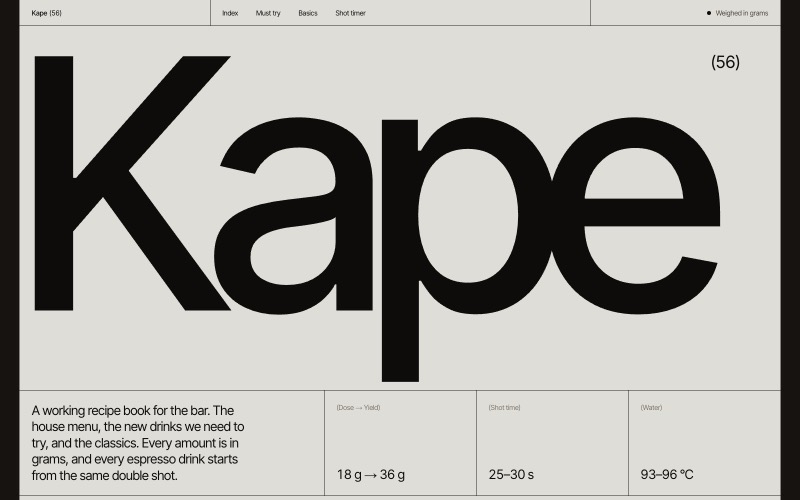 Kape (56)
Index Must try Basics Shot timer
Weighed in grams
Kape
(56)
A working recipe book for the bar. The
house menu, the new drinks we need to
try, and the classics. Every amount is in
grams, and every espresso drink starts
from the same double shot.
(Dose → Yield)
18 g → 36 g
(Shot time)
25–30 s
(Water)
93–96 °C